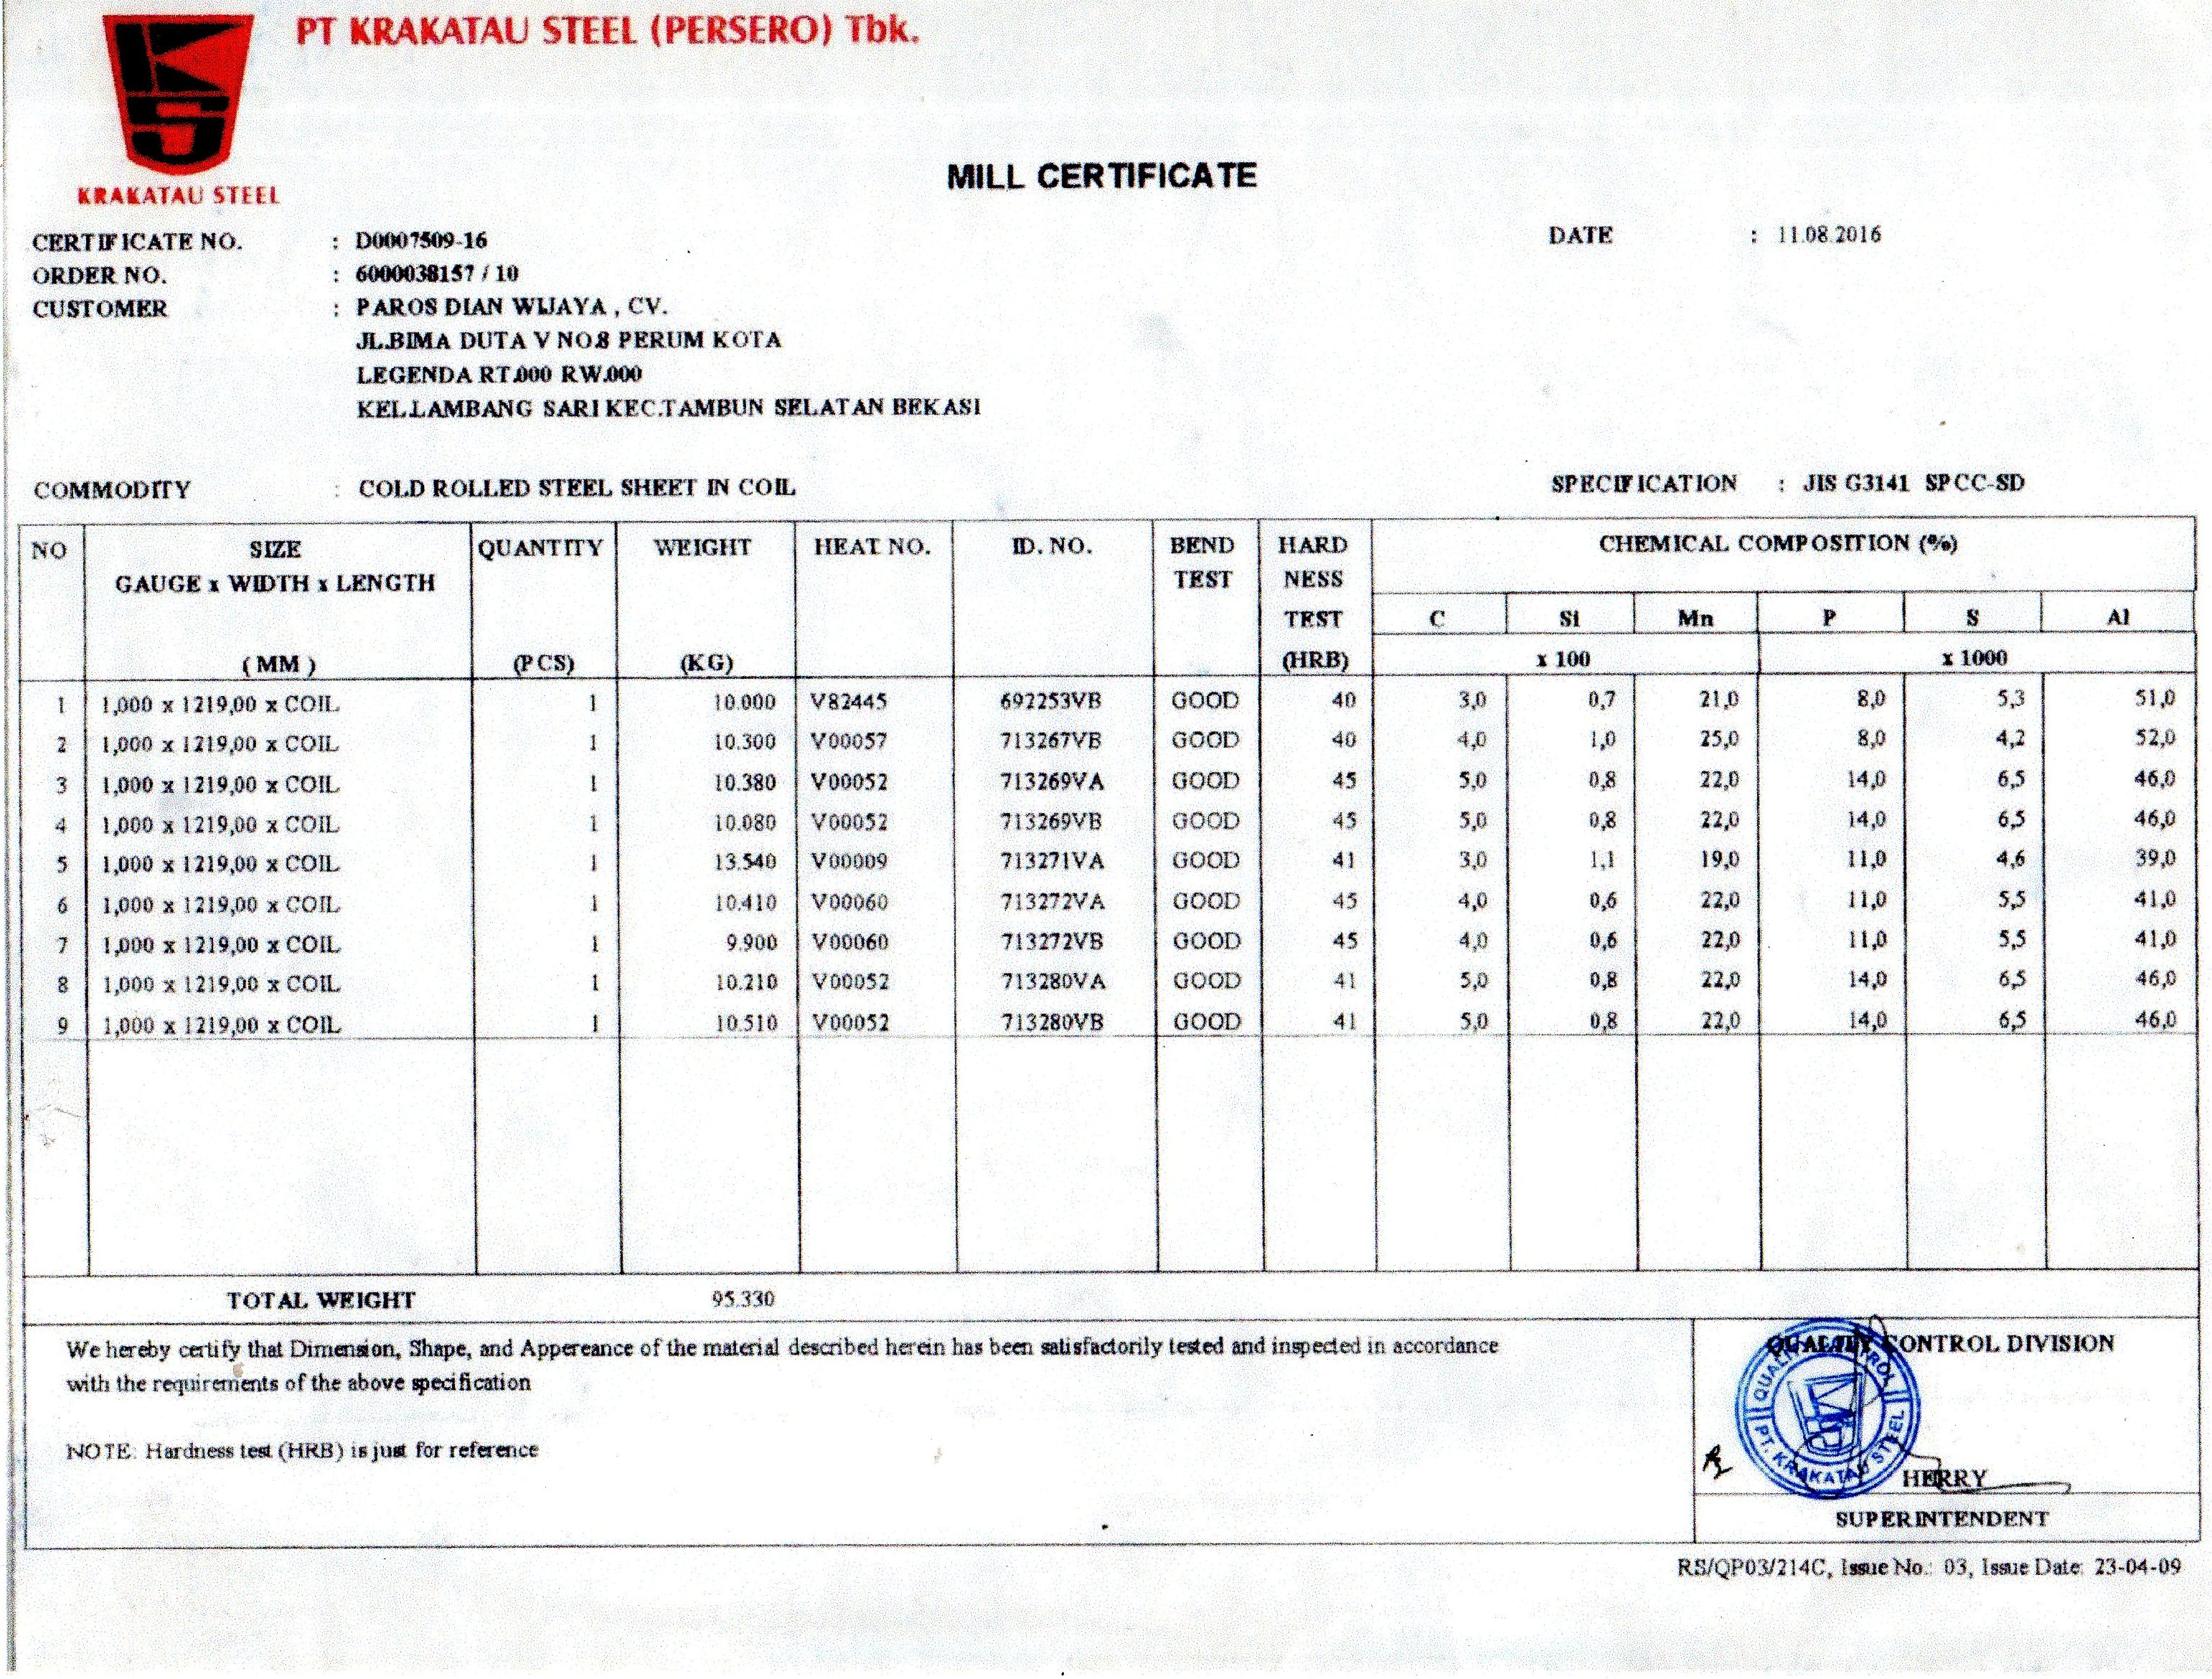 PT KRAKATAU STEEL (PERSERO) Tbk.
KRAKATAU STEEL
MILL CERTIFICATE
CERTIFICATE NO. : D0007509-16 DATE : 11.08.2016
ORDER NO. : 6000038157 / 10
CUSTOMER : PAROS DIAN WIJAYA , CV.
JL.BIMA DUTA V NO.8 PERUM KOTA
LEGENDA RT.000 RW.000
KEL.LAMBANG SARI KEC.TAMBUN SELATAN BEKASI
COMMODITY : COLD ROLLED STEEL SHEET IN COIL SPECIFICATION : JIS G3141 SPCC-SD
NO SIZE QUANTITY WEIGHT HEAT NO. ID. NO. BEND HARD CHEMICAL COMPOSITION (%)
GAUGE x WIDTH x LENGTH TEST NESS
TEST C Si Mn P S Al
( MM ) (PCS) (KG) (HRB) x 100 x 1000
1 1,000 x 1219,00 x COIL 1 10.000 V82445 692253VB GOOD 40 3,0 0,7 21,0 8,0 5,3 51,0
2 1,000 x 1219,00 x COIL 1 10.300 V00057 713267VB GOOD 40 4,0 1,0 25,0 8,0 4,2 52,0
3 1,000 x 1219,00 x COIL 1 10.380 V00052 713269VA GOOD 45 5,0 0,8 22,0 14,0 6,5 46,0
4 1,000 x 1219,00 x COIL 1 10.080 V00052 713269VB GOOD 45 5,0 0,8 22,0 14,0 6,5 46,0
5 1,000 x 1219,00 x COIL 1 13.540 V00009 713271VA GOOD 41 3,0 1,1 19,0 11,0 4,6 39,0
6 1,000 x 1219,00 x COIL 1 10.410 V00060 713272VA GOOD 45 4,0 0,6 22,0 11,0 5,5 41,0
7 1,000 x 1219,00 x COIL 1 9.900 V00060 713272VB GOOD 45 4,0 0,6 22,0 11,0 5,5 41,0
8 1,000 x 1219,00 x COIL 1 10.210 V00052 713280VA GOOD 41 5,0 0,8 22,0 14,0 6,5 46,0
9 1,000 x 1219,00 x COIL 1 10.510 V00052 713280VB GOOD 41 5,0 0,8 22,0 14,0 6,5 46,0
TOTAL WEIGHT 95.330
We hereby certify that Dimension, Shape, and Appereance of the material described herein has been satisfactorily tested and inspected in accordance
with the requirements of the above specification
NOTE: Hardness test (HRB) is just for reference
QUALITY CONTROL DIVISION
QUALITY CONTROL
PT. KRAKATAU STEEL
HERRY
SUPERINTENDENT
RS/QP03/214C, Issue No.: 03, Issue Date: 23-04-09